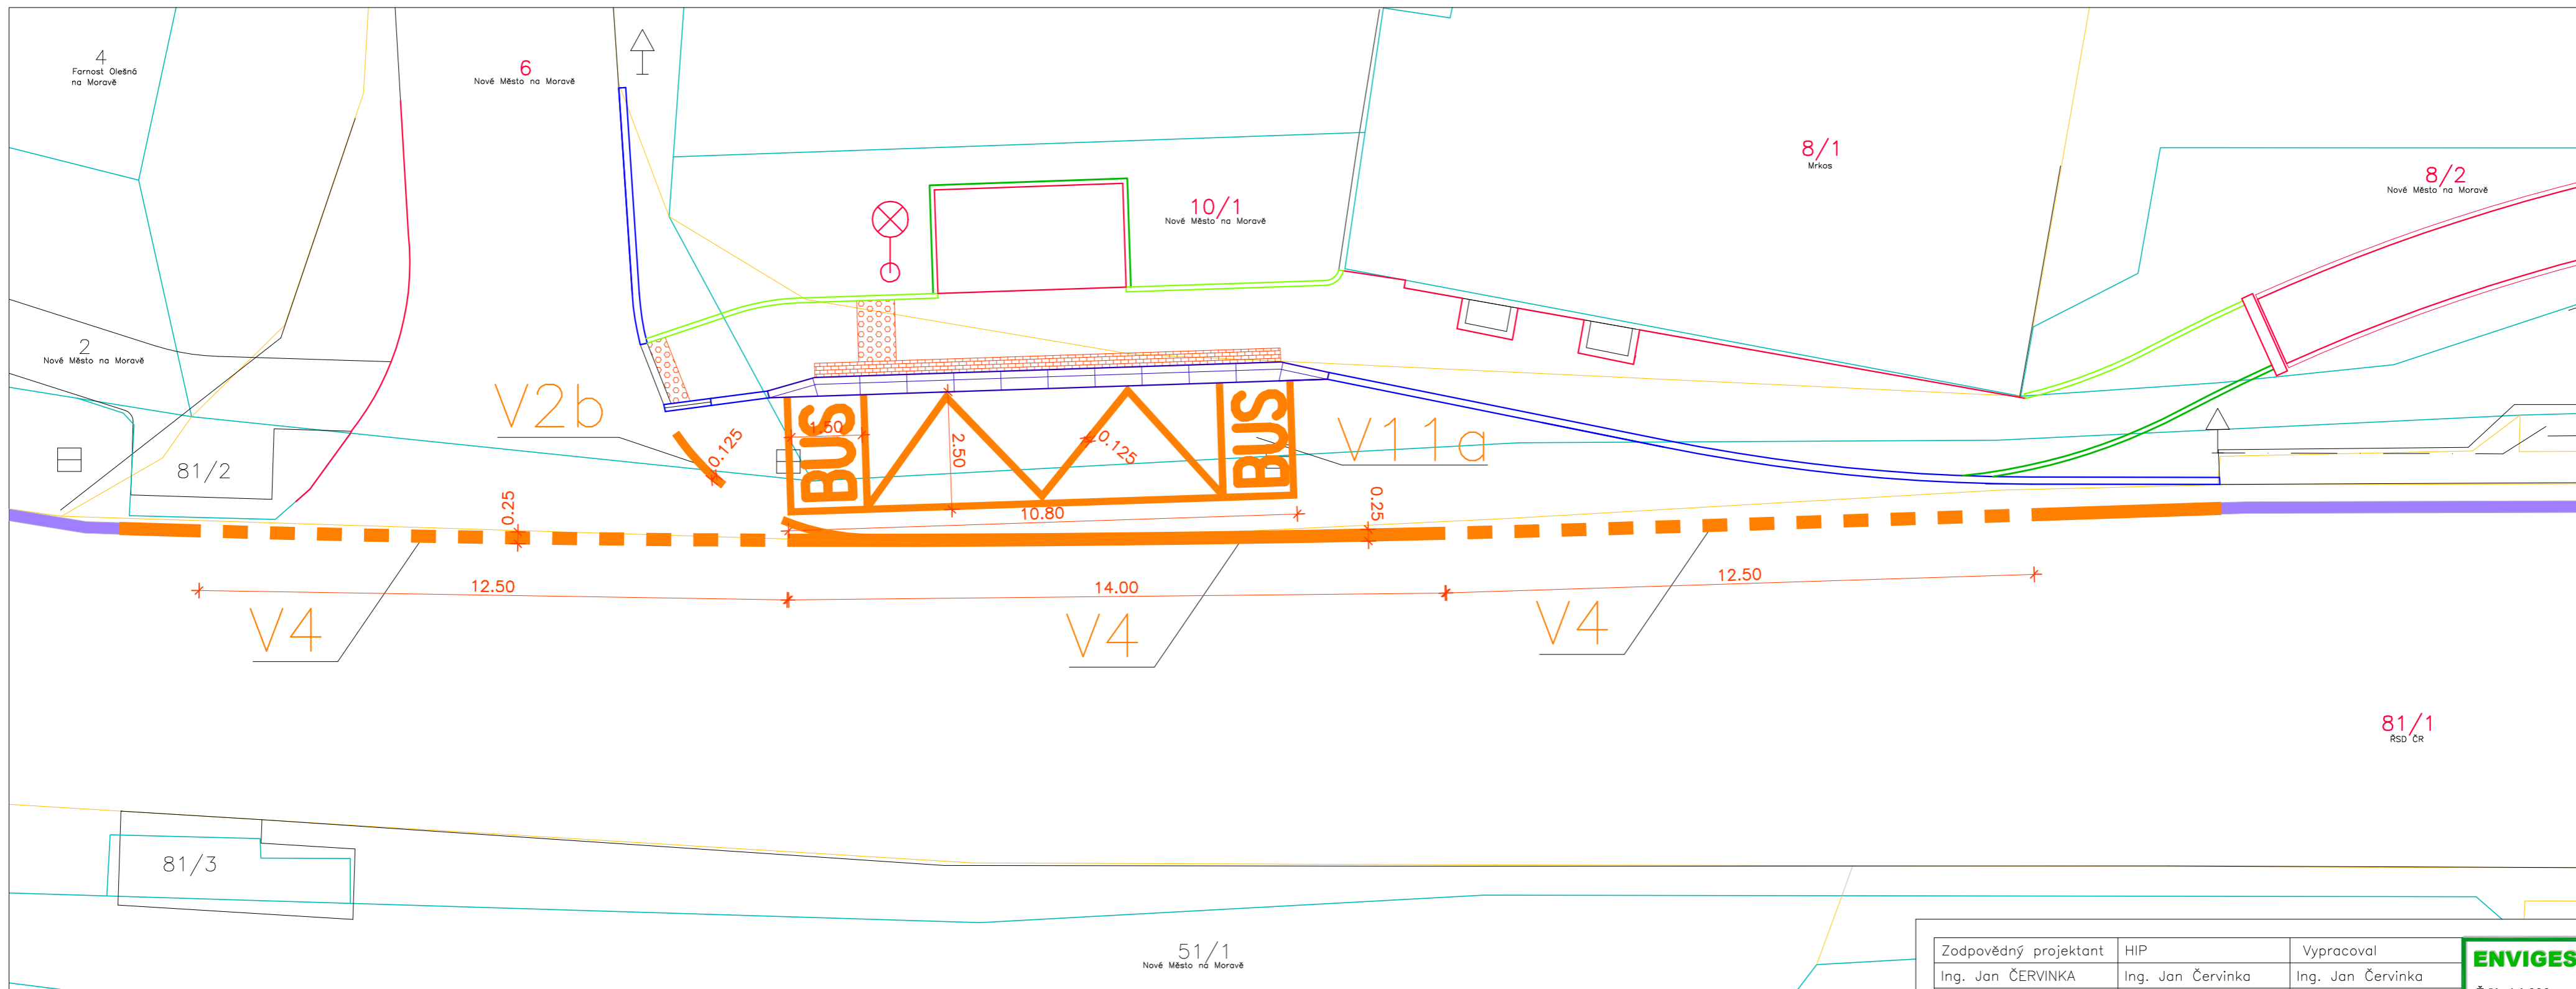 4
Farnost Olešná
na Moravě
6
Nové Město na Moravě
8/1
Mrkos
8/2
Nové Město na Moravě
10/1
Nové Město na Moravě
2
Nové Město na Moravě
V2b
BUS
1.50
2.50
0.125
0.125
BUS
V11a
81/2
0.25
10.80
0.25
12.50
14.00
12.50
V4
V4
V4
81/1
ŘSD ČR
81/3
51/1
Nové Město na Moravě
Zodpovědný projektant HIP Vypracoval
Ing. Jan ČERVINKA Ing. Jan Červinka Ing. Jan Červinka
ENVIGES